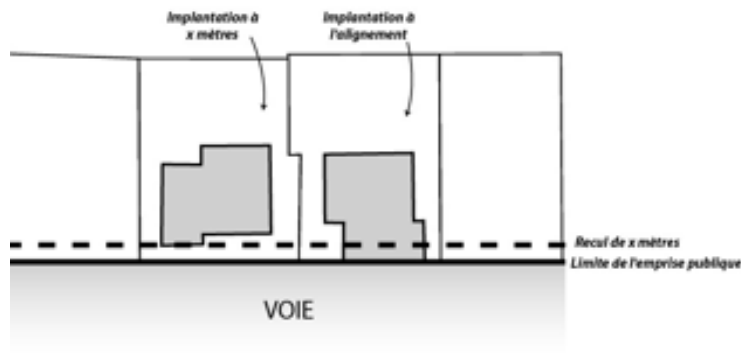 Implantation à
x mètres
Implantation à
l'alignement
Recul de x mètres
Limite de l'emprise publique
VOIE